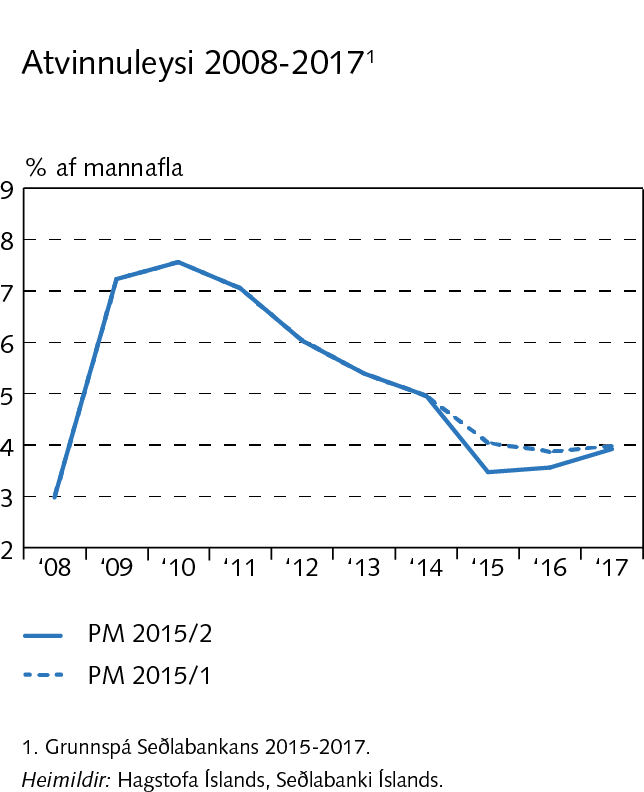 Atvinnuleysi 2008-2017¹
% af mannafla
9
8
7
6
5
4
3
2
‘08 ‘09 ‘10 ‘11 ‘12 ‘13 ‘14 ‘15 ‘16 ‘17
PM 2015/2
PM 2015/1
1. Grunnspá Seðlabankans 2015-2017.
Heimildir: Hagstofa Íslands, Seðlabanki Íslands.